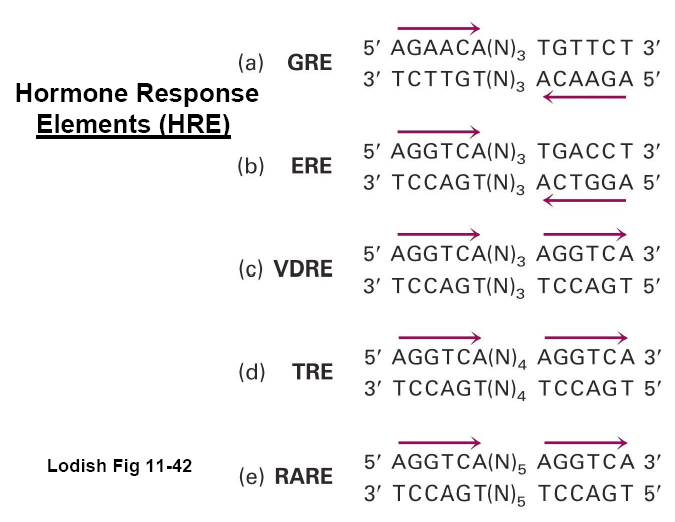 5′ AGAACA(N)₃ TGTTCT 3′
(a) GRE
3′ TCTTGT(N)₃ ACAAGA 5′
Hormone Response
Elements (HRE)
5′ AGGTCA(N)₃ TGACCT 3′
(b) ERE
3′ TCCAGT(N)₃ ACTGGA 5′
5′ AGGTCA(N)₃ AGGTCA 3′
(c) VDRE
3′ TCCAGT(N)₃ TCCAGT 5′
5′ AGGTCA(N)₄ AGGTCA 3′
(d) TRE
3′ TCCAGT(N)₄ TCCAGT 5′
Lodish Fig 11-42
5′ AGGTCA(N)₅ AGGTCA 3′
(e) RARE
3′ TCCAGT(N)₅ TCCAGT 5′